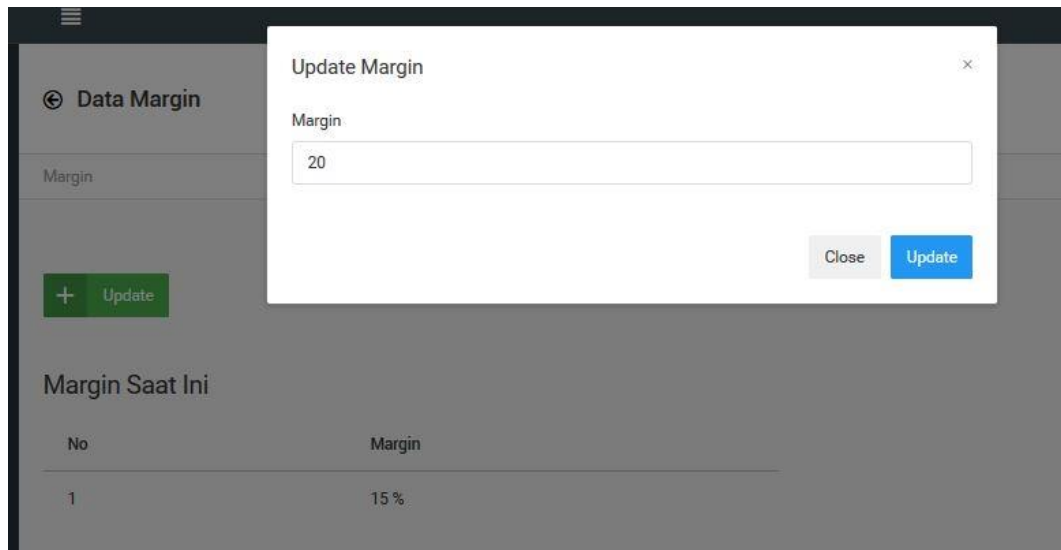 Update Margin
×
Data Margin
Margin
20
Margin
Close Update
+ Update
Margin Saat Ini
No Margin
1 15 %